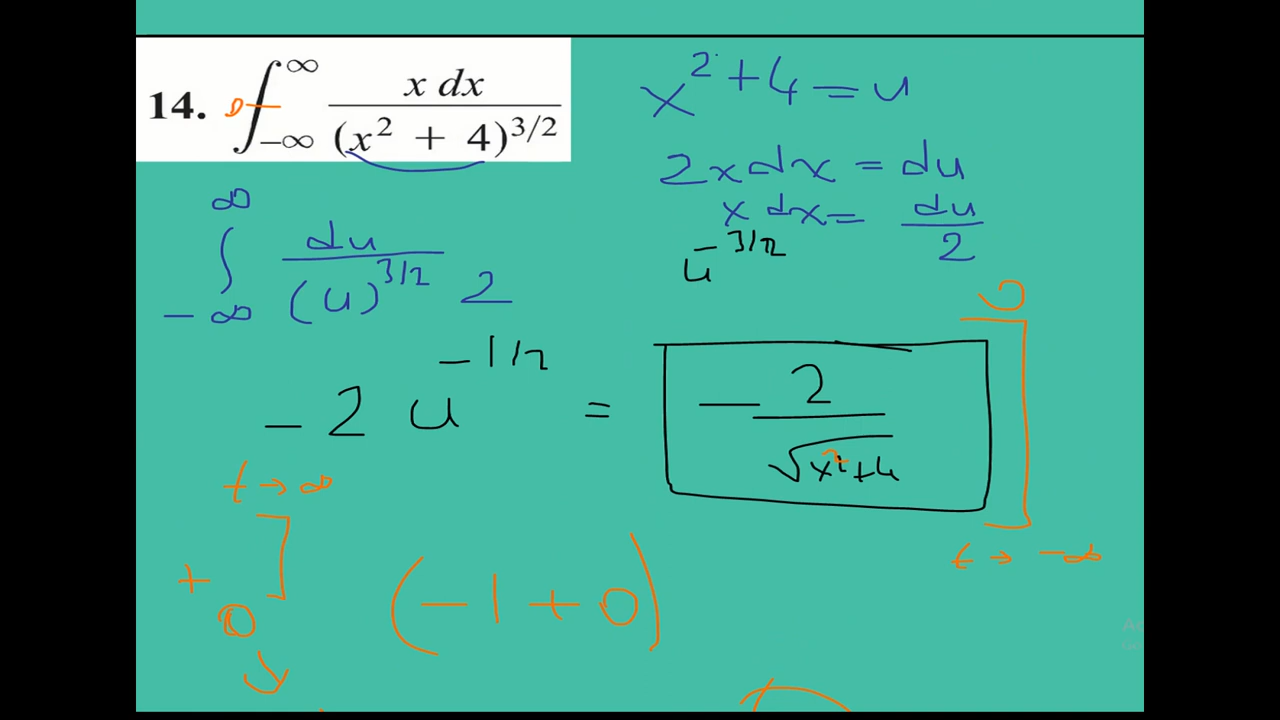 14. 0 ∫_{-∞}^{∞} x dx / (x² + 4)^{3/2}
x² + 4 = u
2x dx = du
x dx = du/2
u^{-3/2}
∫_{-∞}^{∞} du / (u)^{3/2} 2
-2 u^{-1/2} = - 2/√(x²+4) ]_{t → -∞}^{0}
+ ]_{0}^{t → ∞}
(-1 + 0)